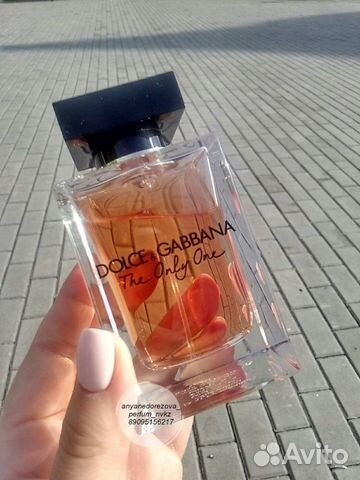 DOLCE & GABBANA
The Only One
anyanedorezova_
perfum_nvkz
89095156217
Avito